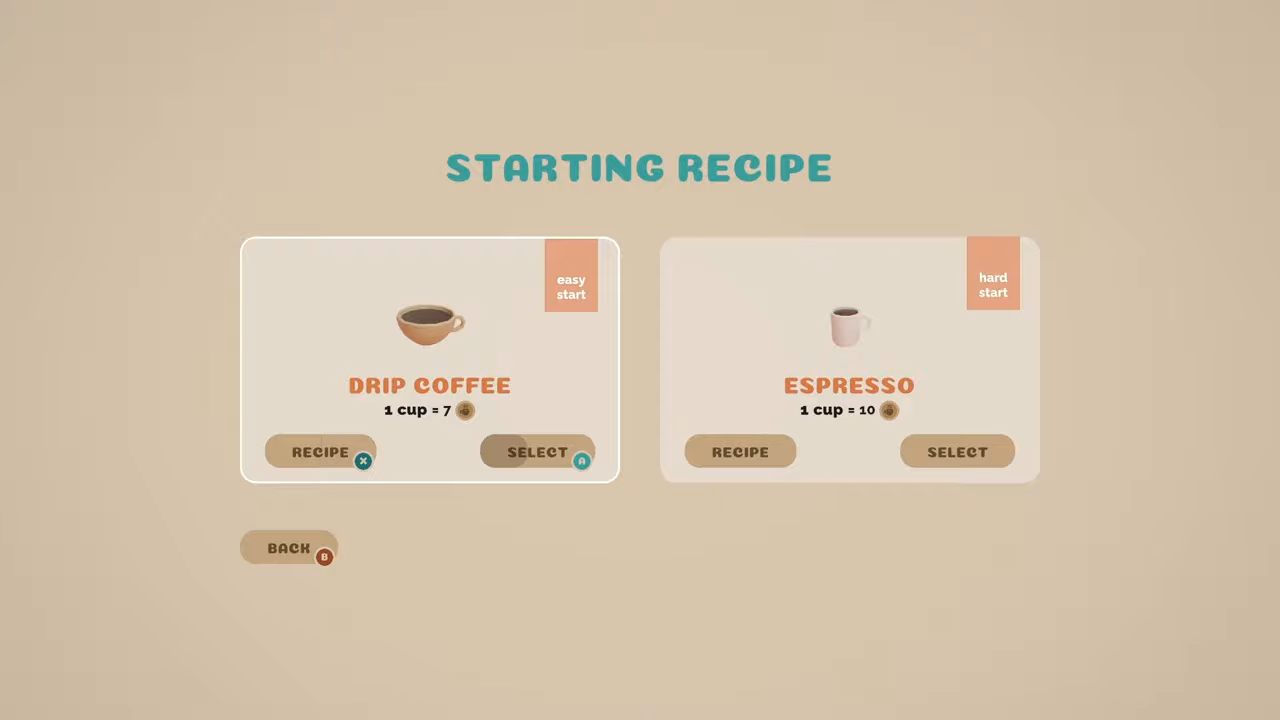 STARTING RECIPE
easy
start
DRIP COFFEE
1 cup = 7
RECIPE X
SELECT A
hard
start
ESPRESSO
1 cup = 10
RECIPE
SELECT
BACK B